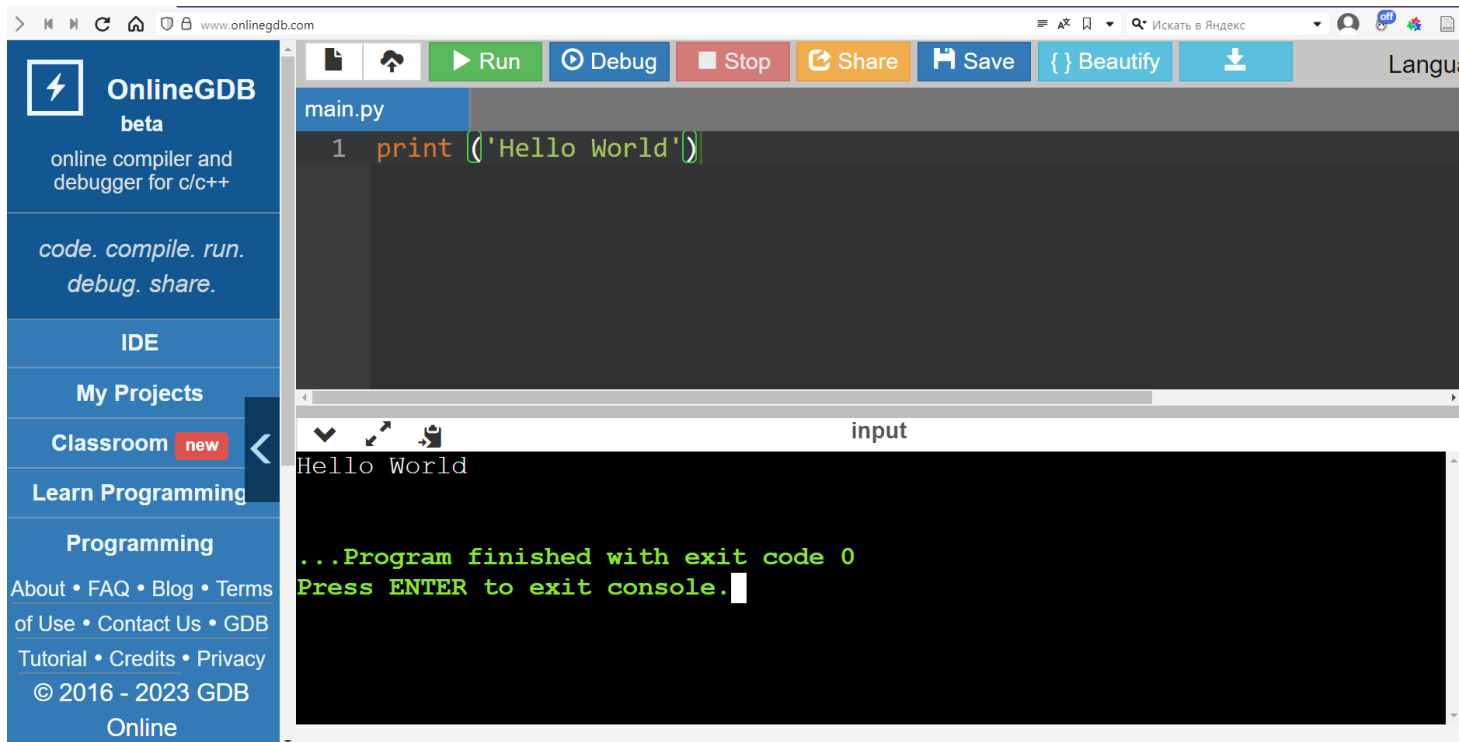 www.onlinegdb.com
Искать в Яндекс
off
OnlineGDB
beta
online compiler and
debugger for c/c++
code. compile. run.
debug. share.
IDE
My Projects
Classroom new
Learn Programming
Programming
About • FAQ • Blog • Terms
of Use • Contact Us • GDB
Tutorial • Credits • Privacy
© 2016 - 2023 GDB
Online
Run
Debug
Stop
Share
Save
{ } Beautify
Langua
main.py
1 print ('Hello World')
input
Hello World
...Program finished with exit code 0
Press ENTER to exit console.